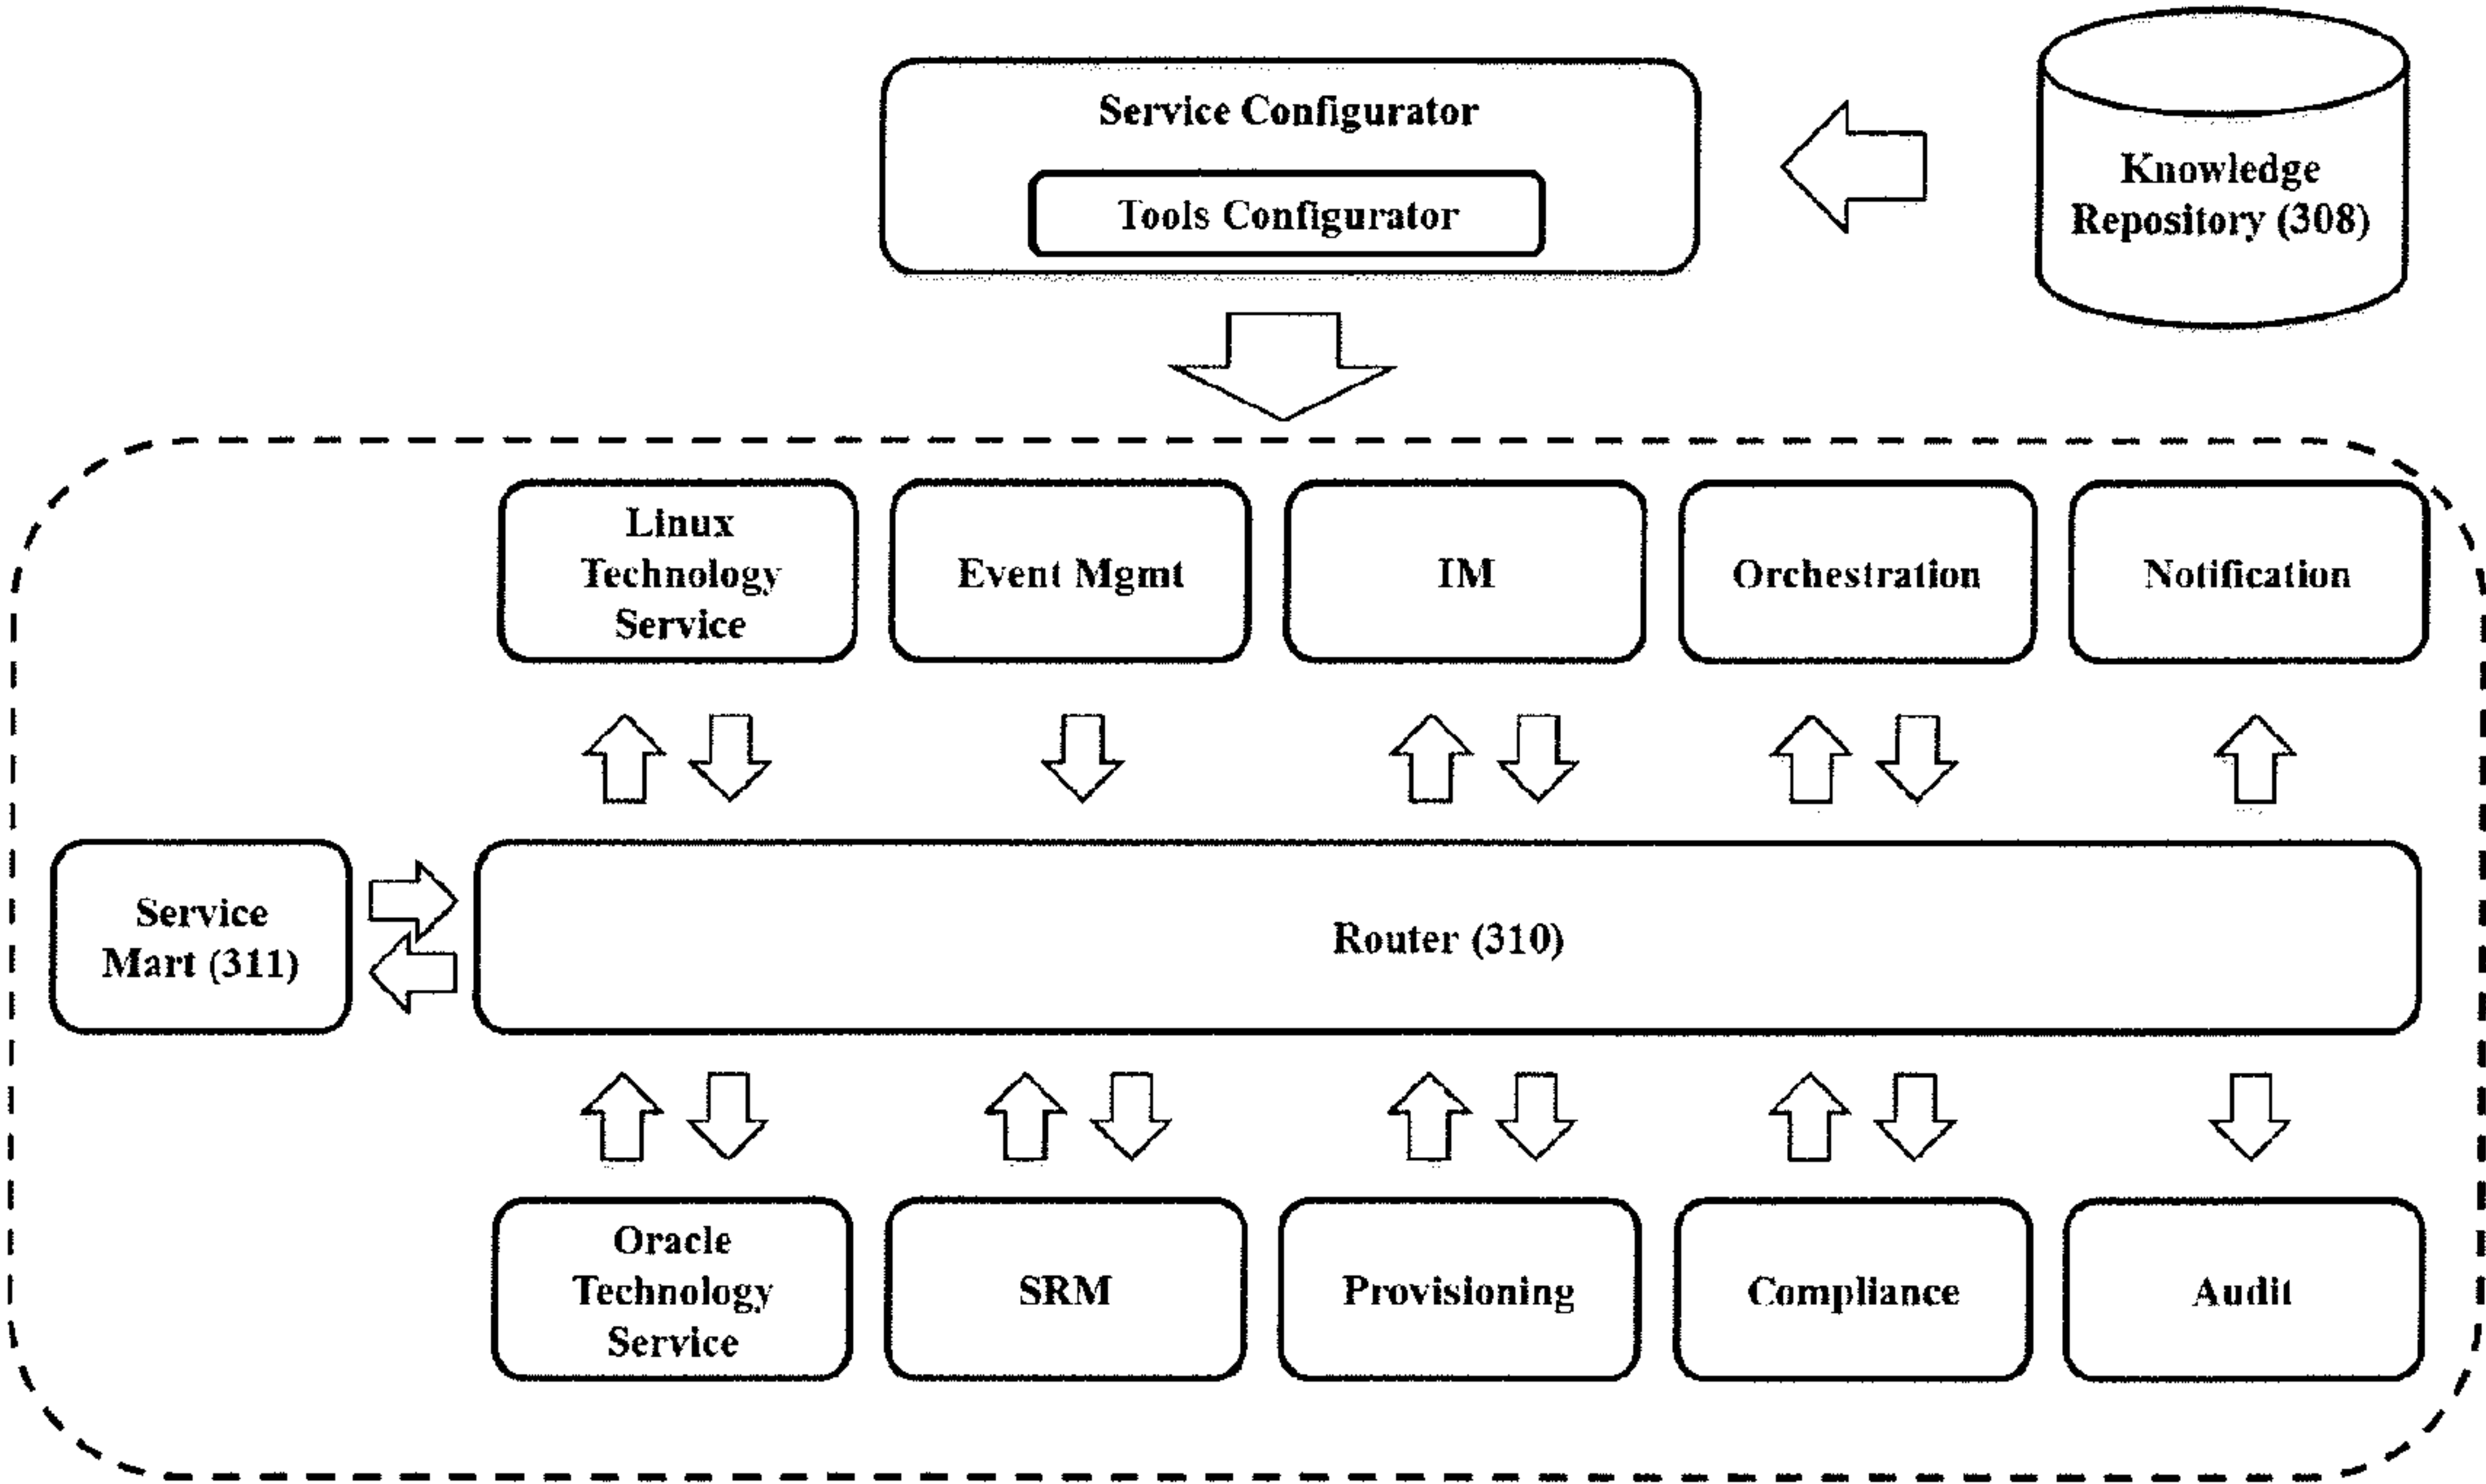 Service Configurator
Tools Configurator
Knowledge
Repository (308)
Linux
Technology
Service
Event Mgmt
IM
Orchestration
Notification
Service
Mart (311)
Router (310)
Oracle
Technology
Service
SRM
Provisioning
Compliance
Audit